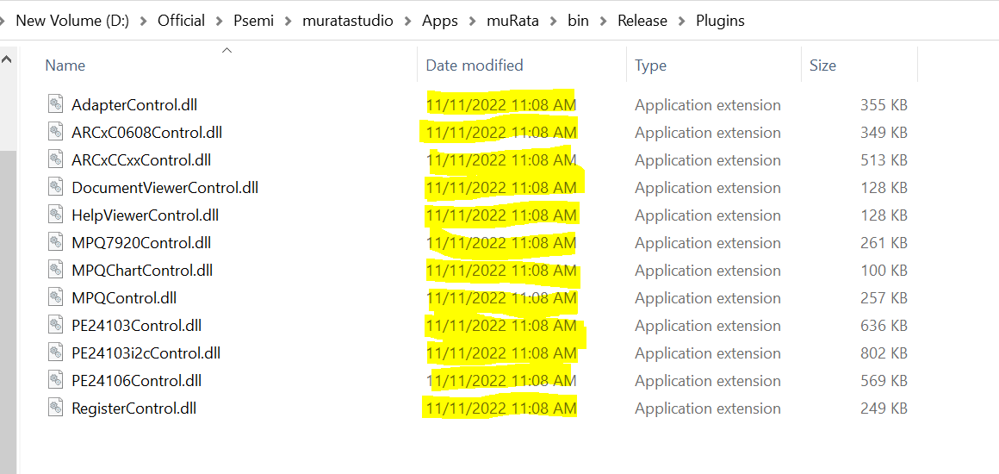 New Volume (D:) > Official > Psemi > muratastudio > Apps > muRata > bin > Release > Plugins
Name Date modified Type Size
AdapterControl.dll 11/11/2022 11:08 AM Application extension 355 KB
ARCxC0608Control.dll 11/11/2022 11:08 AM Application extension 349 KB
ARCxCCxxControl.dll 11/11/2022 11:08 AM Application extension 513 KB
DocumentViewerControl.dll 11/11/2022 11:08 AM Application extension 128 KB
HelpViewerControl.dll 11/11/2022 11:08 AM Application extension 128 KB
MPQ7920Control.dll 11/11/2022 11:08 AM Application extension 261 KB
MPQChartControl.dll 11/11/2022 11:08 AM Application extension 100 KB
MPQControl.dll 11/11/2022 11:08 AM Application extension 257 KB
PE24103Control.dll 11/11/2022 11:08 AM Application extension 636 KB
PE24103i2cControl.dll 11/11/2022 11:08 AM Application extension 802 KB
PE24106Control.dll 11/11/2022 11:08 AM Application extension 569 KB
RegisterControl.dll 11/11/2022 11:08 AM Application extension 249 KB